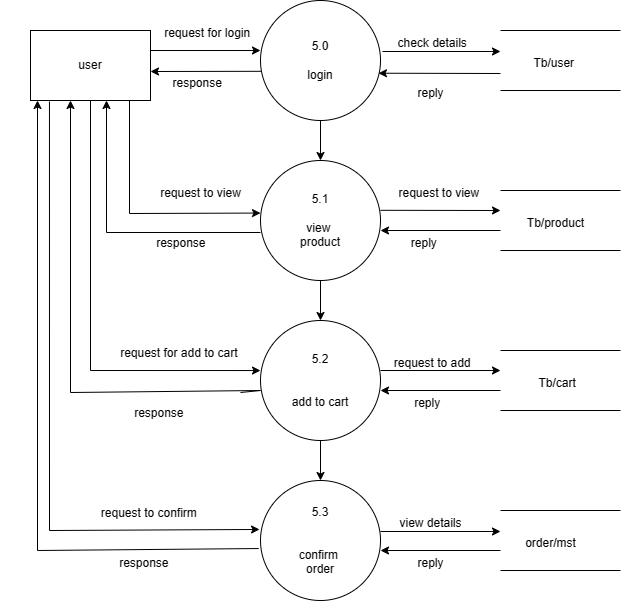 request for login
5.0
check details
user
login
Tb/user
response
reply
request to view
5.1
request to view
view
product
Tb/product
response
reply
request for add to cart
5.2
request to add
add to cart
Tb/cart
response
reply
request to confirm
5.3
view details
confirm
order
order/mst
response
reply